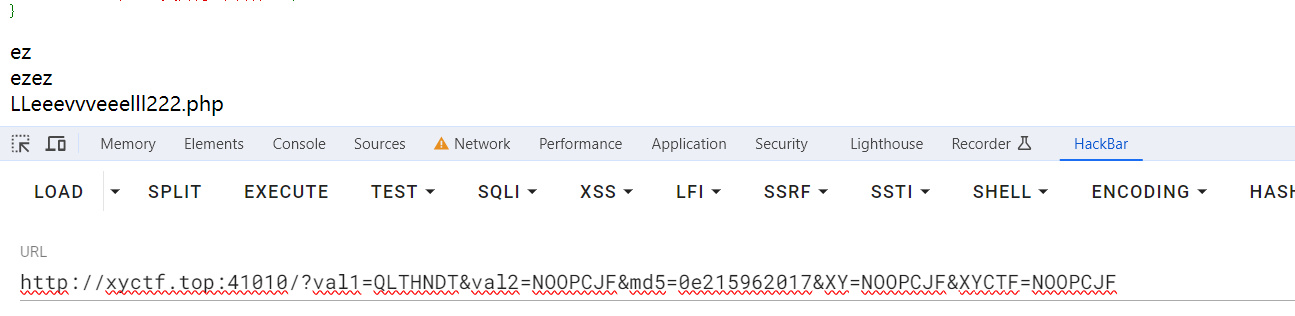 }
ez
ezez
LLeeevvveeelll222.php
Memory Elements Console Sources Network Performance Application Security Lighthouse Recorder HackBar
LOAD SPLIT EXECUTE TEST SQLI XSS LFI SSRF SSTI SHELL ENCODING HASH
URL
http://xyctf.top:41010/?val1=QLTHNDT&val2=NOOPCJF&md5=0e215962017&XY=NOOPCJF&XYCTF=NOOPCJF